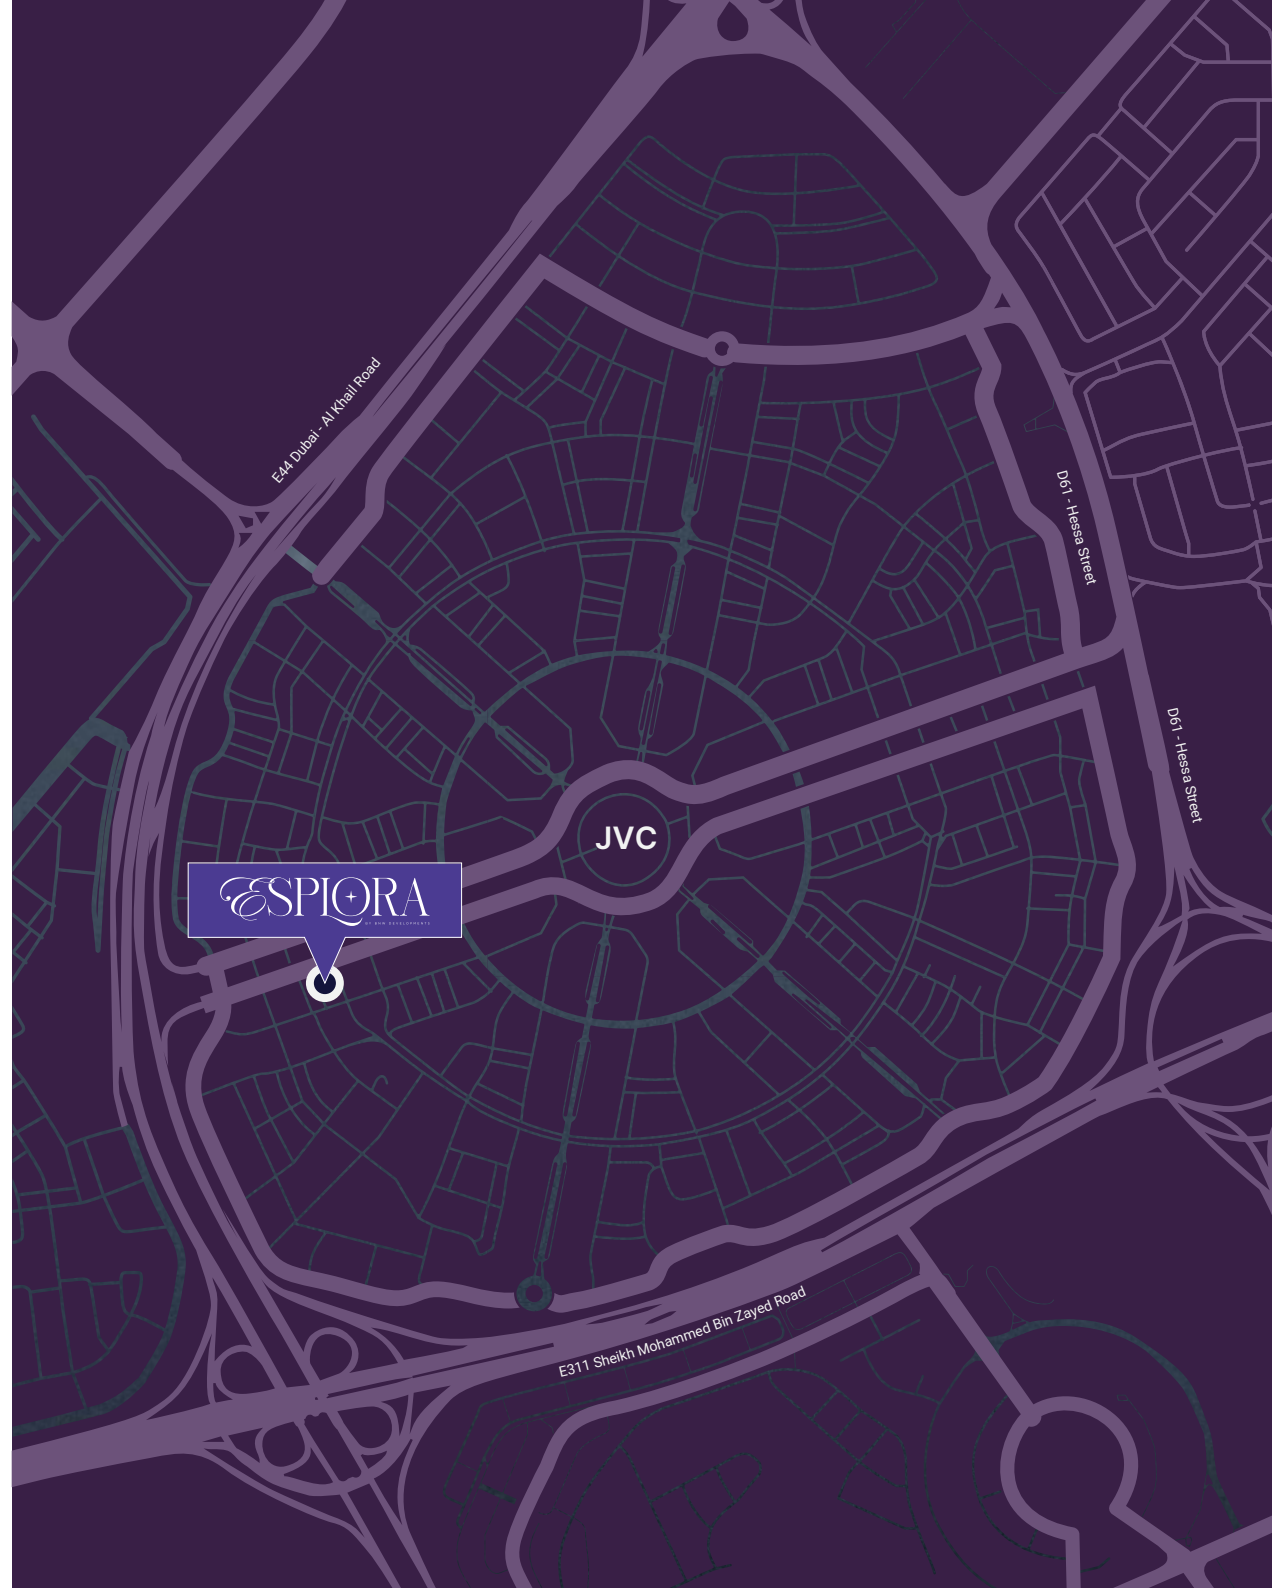 E44 Dubai - Al Khail Road
D61 - Hessa Street
D61 - Hessa Street
JVC
ESPLORA
E311 Sheikh Mohammed Bin Zayed Road